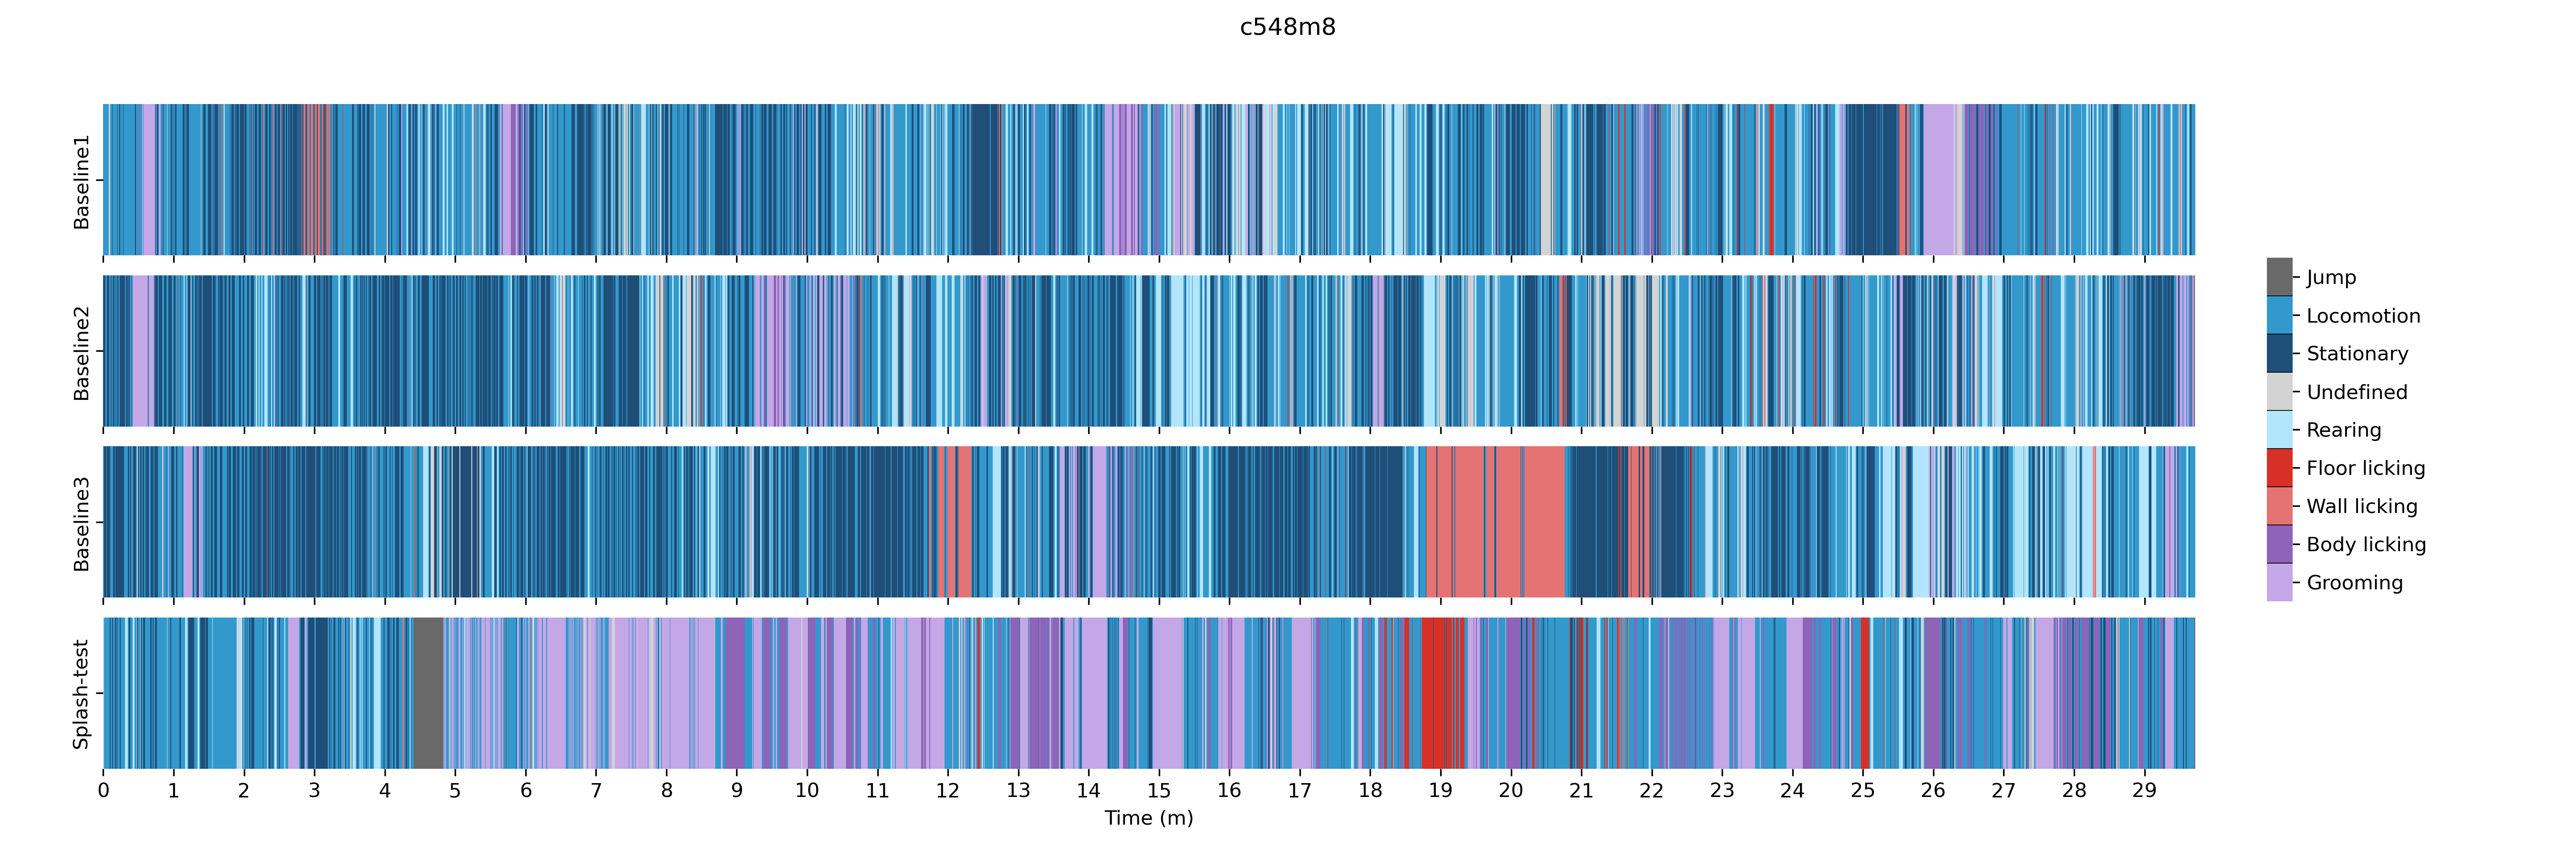 c548m8
Baseline1
Baseline2
Baseline3
Splash-test
0 1 2 3 4 5 6 7 8 9 10 11 12 13 14 15 16 17 18 19 20 21 22 23 24 25 26 27 28 29
Time (m)
Jump
Locomotion
Stationary
Undefined
Rearing
Floor licking
Wall licking
Body licking
Grooming